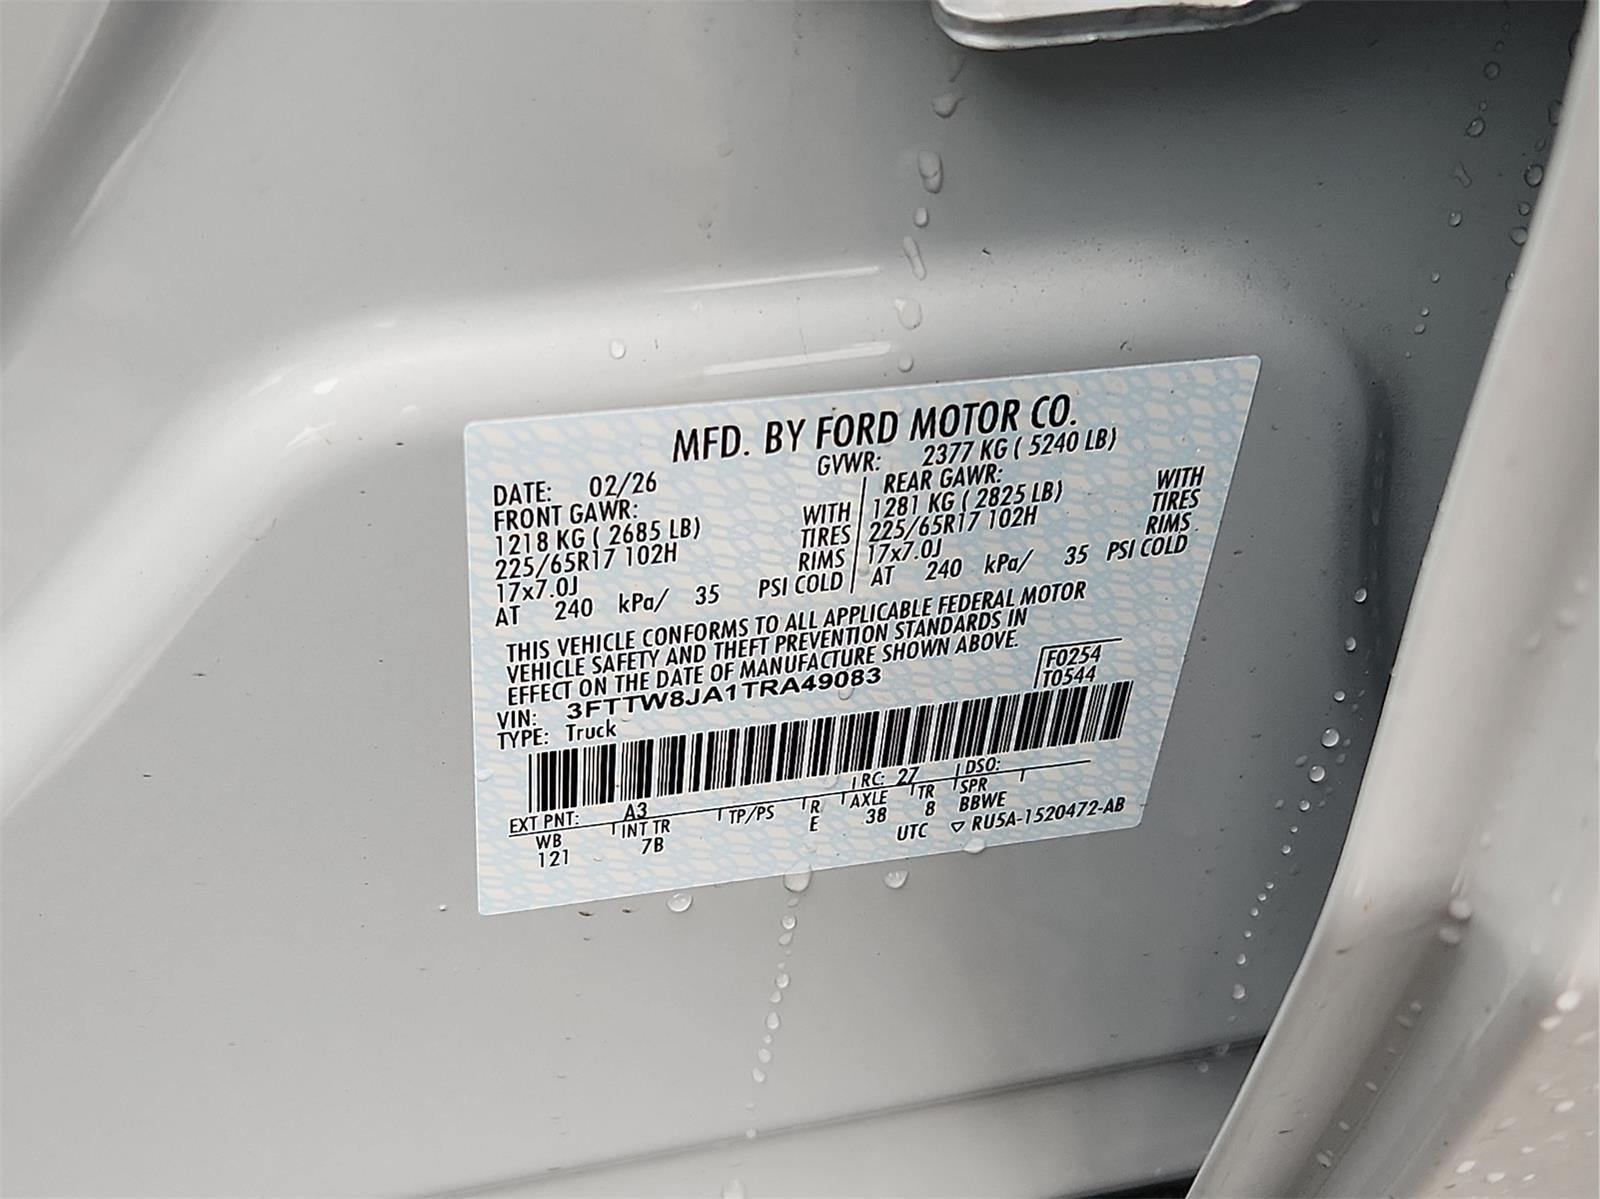 MFD. BY FORD MOTOR CO.
DATE: 02/26 GVWR: 2377 KG ( 5240 LB)
FRONT GAWR: REAR GAWR:
1218 KG ( 2685 LB) WITH 1281 KG ( 2825 LB) WITH
225/65R17 102H TIRES 225/65R17 102H TIRES
17x7.0J RIMS 17x7.0J RIMS
AT 240 kPa/ 35 PSI COLD AT 240 kPa/ 35 PSI COLD
THIS VEHICLE CONFORMS TO ALL APPLICABLE FEDERAL MOTOR
VEHICLE SAFETY AND THEFT PREVENTION STANDARDS IN
EFFECT ON THE DATE OF MANUFACTURE SHOWN ABOVE.
F0254
VIN: 3FTTW8JA1TRA49083 T0544
TYPE: Truck
EXT PNT: A3 RC: 27 DSO:
WB INT TR TP/PS R AXLE TR SPR
121 7B E 38 8 BBWE
UTC ▽ RU5A-1520472-AB